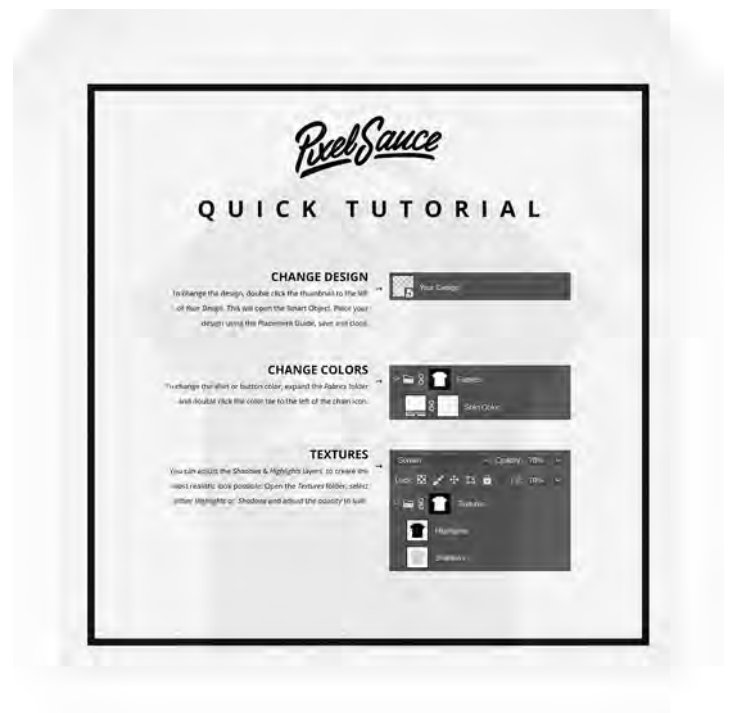 PixelSauce
QUICK TUTORIAL
CHANGE DESIGN
To change the design, double click the thumbnail to the left
of Your Design. This will open the Smart Object. Place your
design using the Placement Guide, save and close.
Your Design
CHANGE COLORS
To change the shirt or button color, expand the Fabrics folder
and double click the color tile to the left of the chain icon.
Fabrics
Shirt Color
TEXTURES
You can adjust the Shadows & Highlights layers to create the
most realistic look possible. Open the Textures folder, select
either Highlights or Shadows and adjust the opacity to suit.
Screen Opacity: 70%
Lock: 70%
Textures
Highlights
Shadows